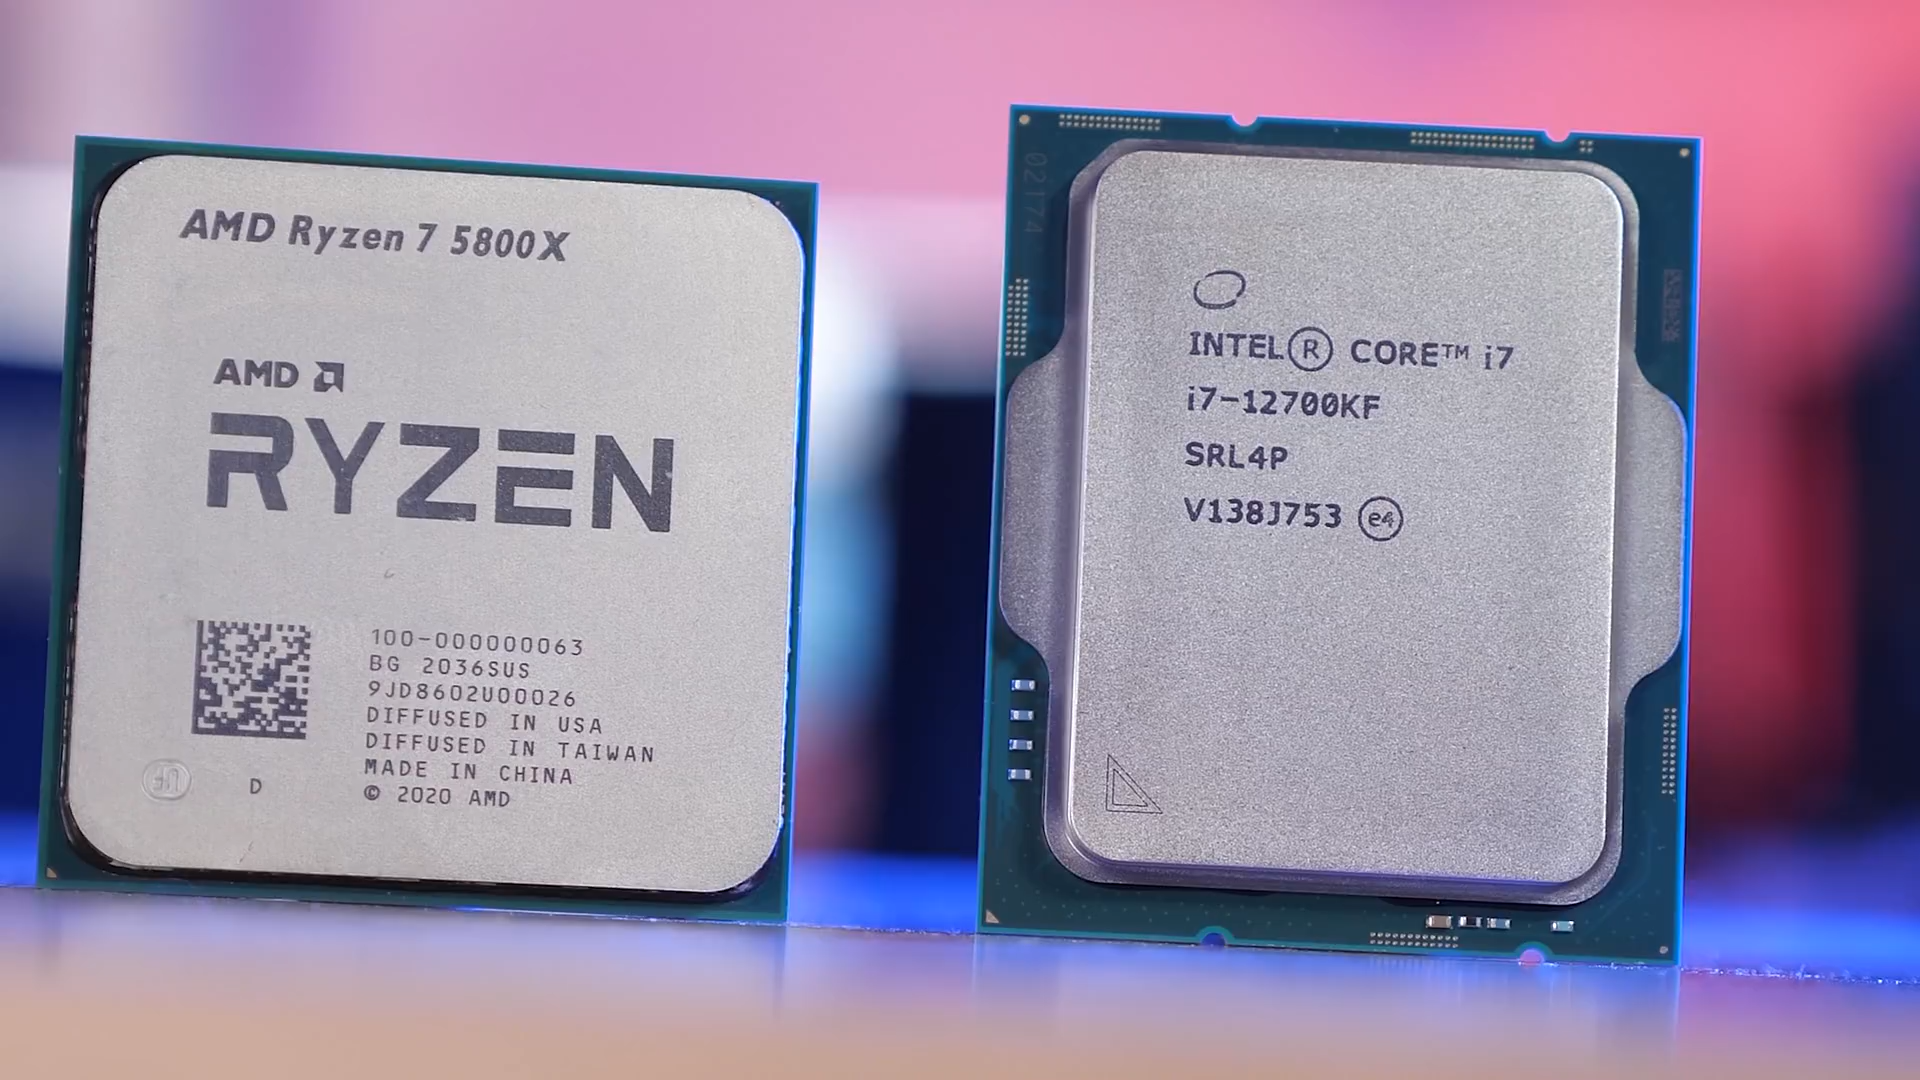 AMD Ryzen 7 5800X
AMD
RYZEN
100-000000063
BG 2036SUS
9JD8602U00026
DIFFUSED IN USA
DIFFUSED IN TAIWAN
MADE IN CHINA
© 2020 AMD
D
02174
INTEL® CORE™ i7
i7-12700KF
SRL4P
V138J753 e4